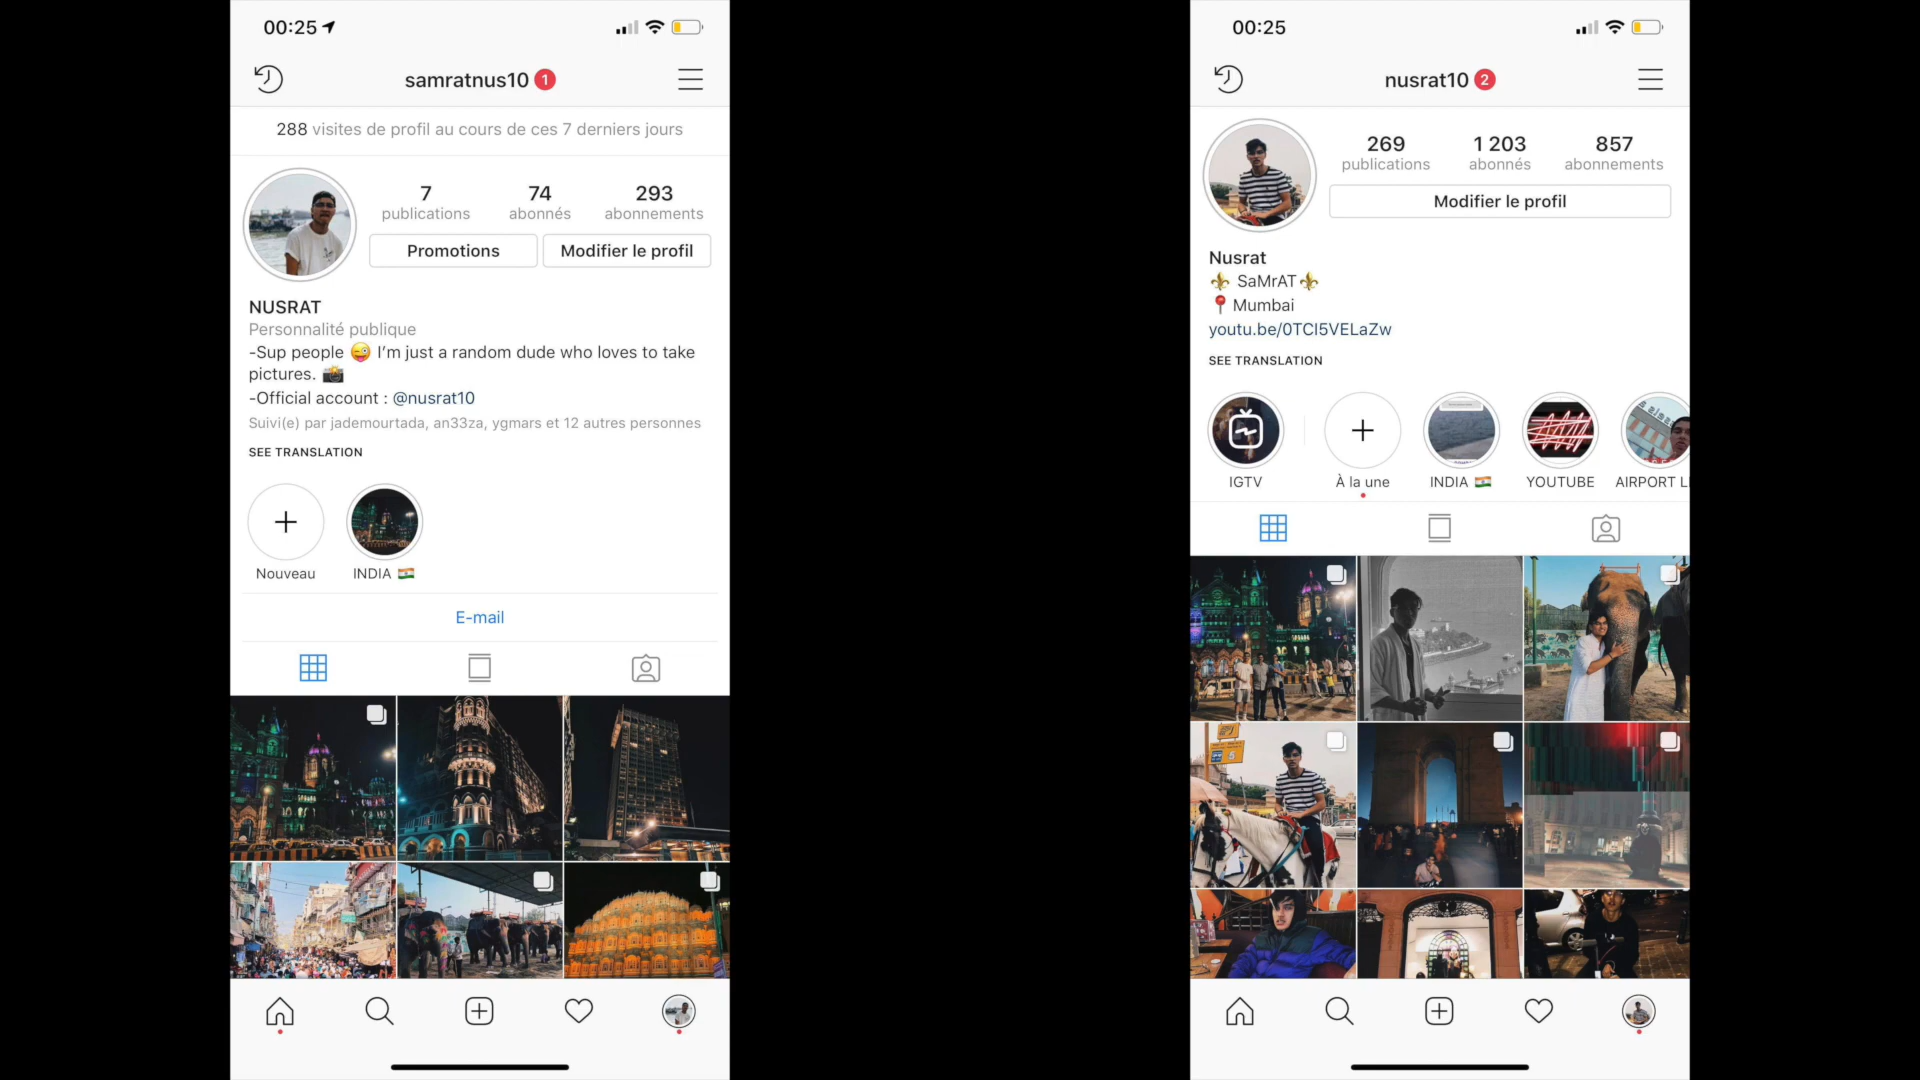 00:25
samratnus10 1
288 visites de profil au cours de ces 7 derniers jours
7 74 293
publications abonnés abonnements
Promotions Modifier le profil
NUSRAT
Personnalité publique
-Sup people 😜 I'm just a random dude who loves to take
pictures. 📸
-Official account : @nusrat10
Suivi(e) par jademourtada, an33za, ygmars et 12 autres personnes
SEE TRANSLATION
Nouveau INDIA 🇮🇳
E-mail
00:25
nusrat10 2
269 1 203 857
publications abonnés abonnements
Modifier le profil
Nusrat
⚜️ SaMrAT⚜️
📍 Mumbai
youtu.be/0TCI5VELaZw
SEE TRANSLATION
IGTV À la une INDIA 🇮🇳 YOUTUBE AIRPORT L